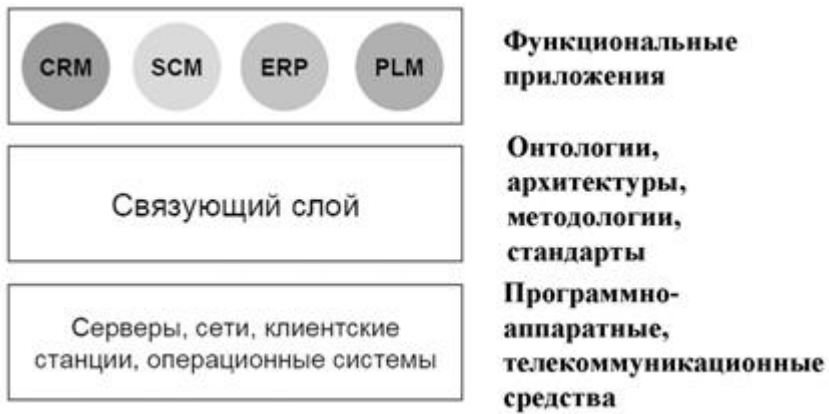 CRM SCM ERP PLM
Функциональные
приложения
Связующий слой
Онтологии,
архитектуры,
методологии,
стандарты
Серверы, сети, клиентские
станции, операционные системы
Программно-
аппаратные,
телекоммуникационные
средства